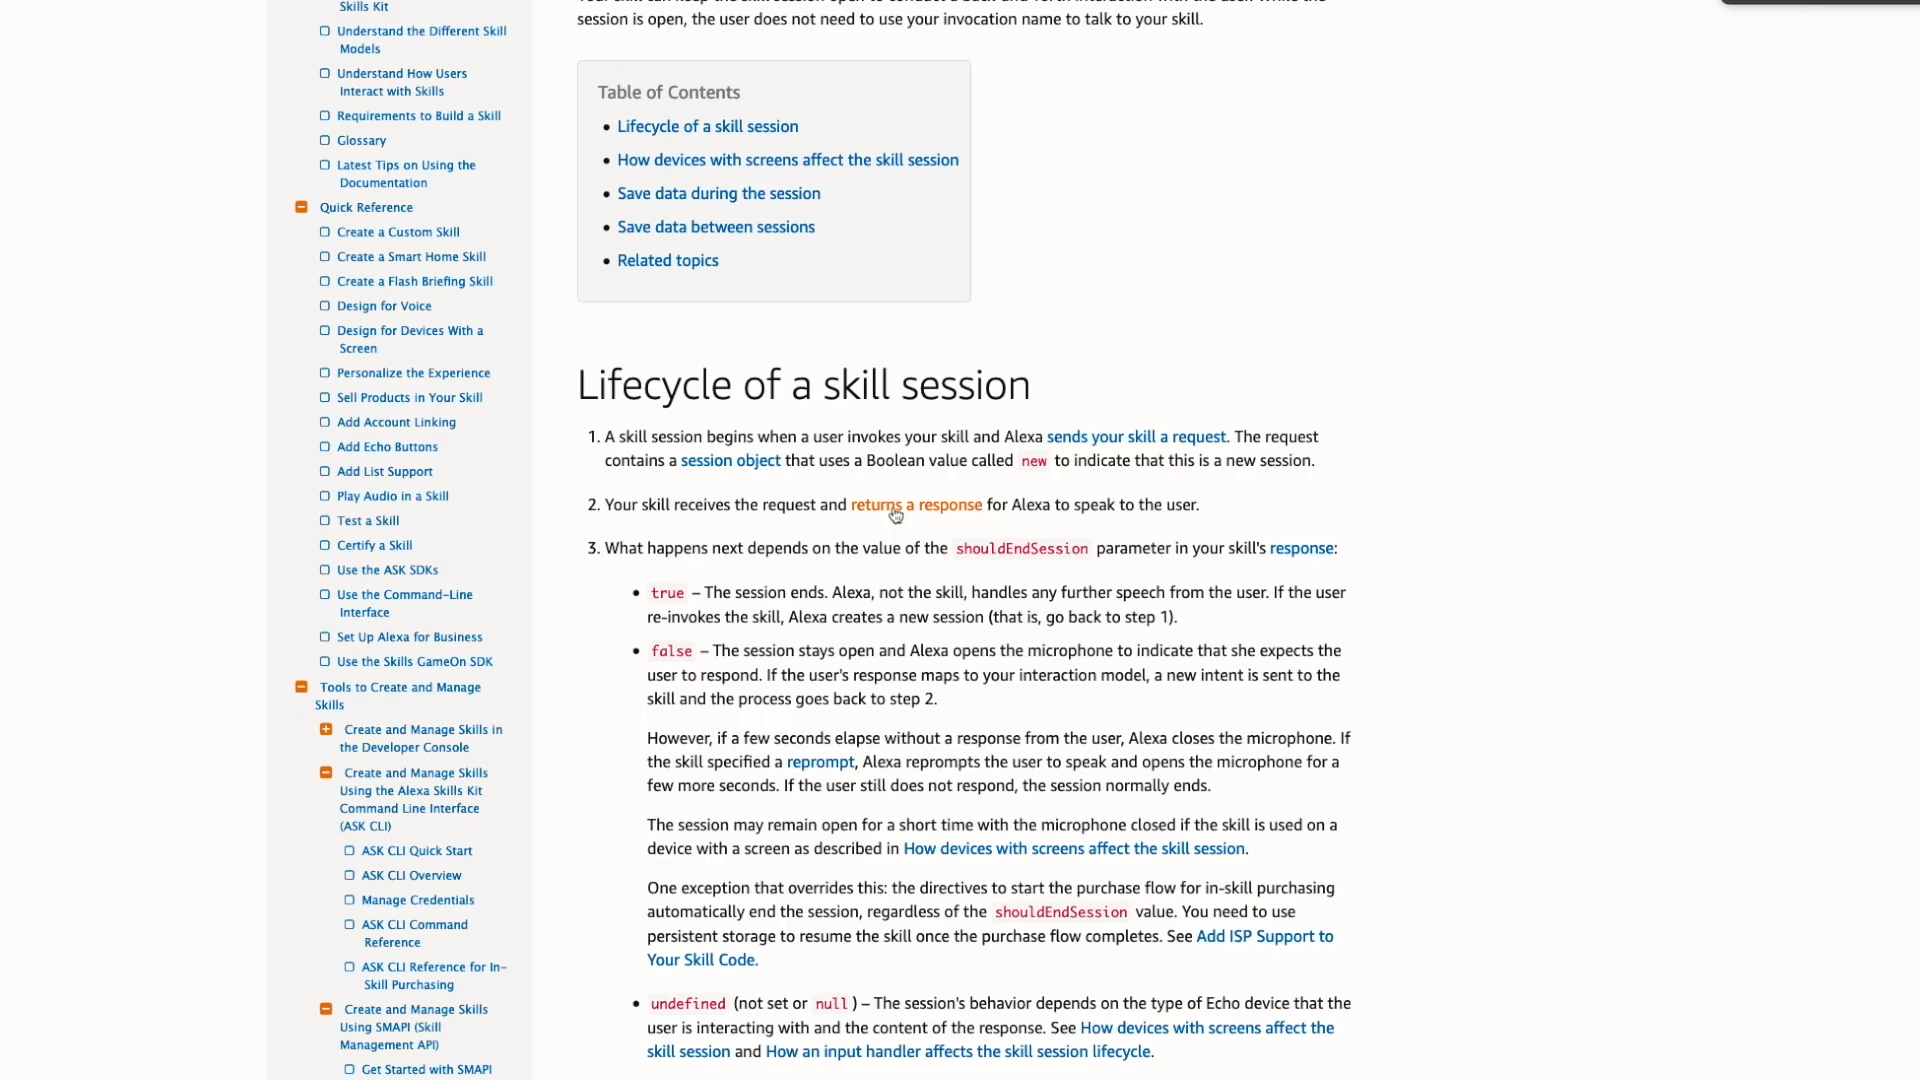 Skills Kit
Understand the Different Skill
Models
Understand How Users
Interact with Skills
Requirements to Build a Skill
Glossary
Latest Tips on Using the
Documentation
Quick Reference
Create a Custom Skill
Create a Smart Home Skill
Create a Flash Briefing Skill
Design for Voice
Design for Devices With a
Screen
Personalize the Experience
Sell Products in Your Skill
Add Account Linking
Add Echo Buttons
Add List Support
Play Audio in a Skill
Test a Skill
Certify a Skill
Use the ASK SDKs
Use the Command-Line
Interface
Set Up Alexa for Business
Use the Skills GameOn SDK
Tools to Create and Manage
Skills
Create and Manage Skills in
the Developer Console
Create and Manage Skills
Using the Alexa Skills Kit
Command Line Interface
(ASK CLI)
ASK CLI Quick Start
ASK CLI Overview
Manage Credentials
ASK CLI Command
Reference
ASK CLI Reference for In-
Skill Purchasing
Create and Manage Skills
Using SMAPI (Skill
Management API)
Get Started with SMAPI
session is open, the user does not need to use your invocation name to talk to your skill.
Table of Contents
• Lifecycle of a skill session
• How devices with screens affect the skill session
• Save data during the session
• Save data between sessions
• Related topics
Lifecycle of a skill session
1. A skill session begins when a user invokes your skill and Alexa sends your skill a request. The request
contains a session object that uses a Boolean value called new to indicate that this is a new session.
2. Your skill receives the request and returns a response for Alexa to speak to the user.
3. What happens next depends on the value of the shouldEndSession parameter in your skill's response:
• true – The session ends. Alexa, not the skill, handles any further speech from the user. If the user
re-invokes the skill, Alexa creates a new session (that is, go back to step 1).
• false – The session stays open and Alexa opens the microphone to indicate that she expects the
user to respond. If the user's response maps to your interaction model, a new intent is sent to the
skill and the process goes back to step 2.
However, if a few seconds elapse without a response from the user, Alexa closes the microphone. If
the skill specified a reprompt, Alexa reprompts the user to speak and opens the microphone for a
few more seconds. If the user still does not respond, the session normally ends.
The session may remain open for a short time with the microphone closed if the skill is used on a
device with a screen as described in How devices with screens affect the skill session.
One exception that overrides this: the directives to start the purchase flow for in-skill purchasing
automatically end the session, regardless of the shouldEndSession value. You need to use
persistent storage to resume the skill once the purchase flow completes. See Add ISP Support to
Your Skill Code.
• undefined (not set or null) – The session's behavior depends on the type of Echo device that the
user is interacting with and the content of the response. See How devices with screens affect the
skill session and How an input handler affects the skill session lifecycle.